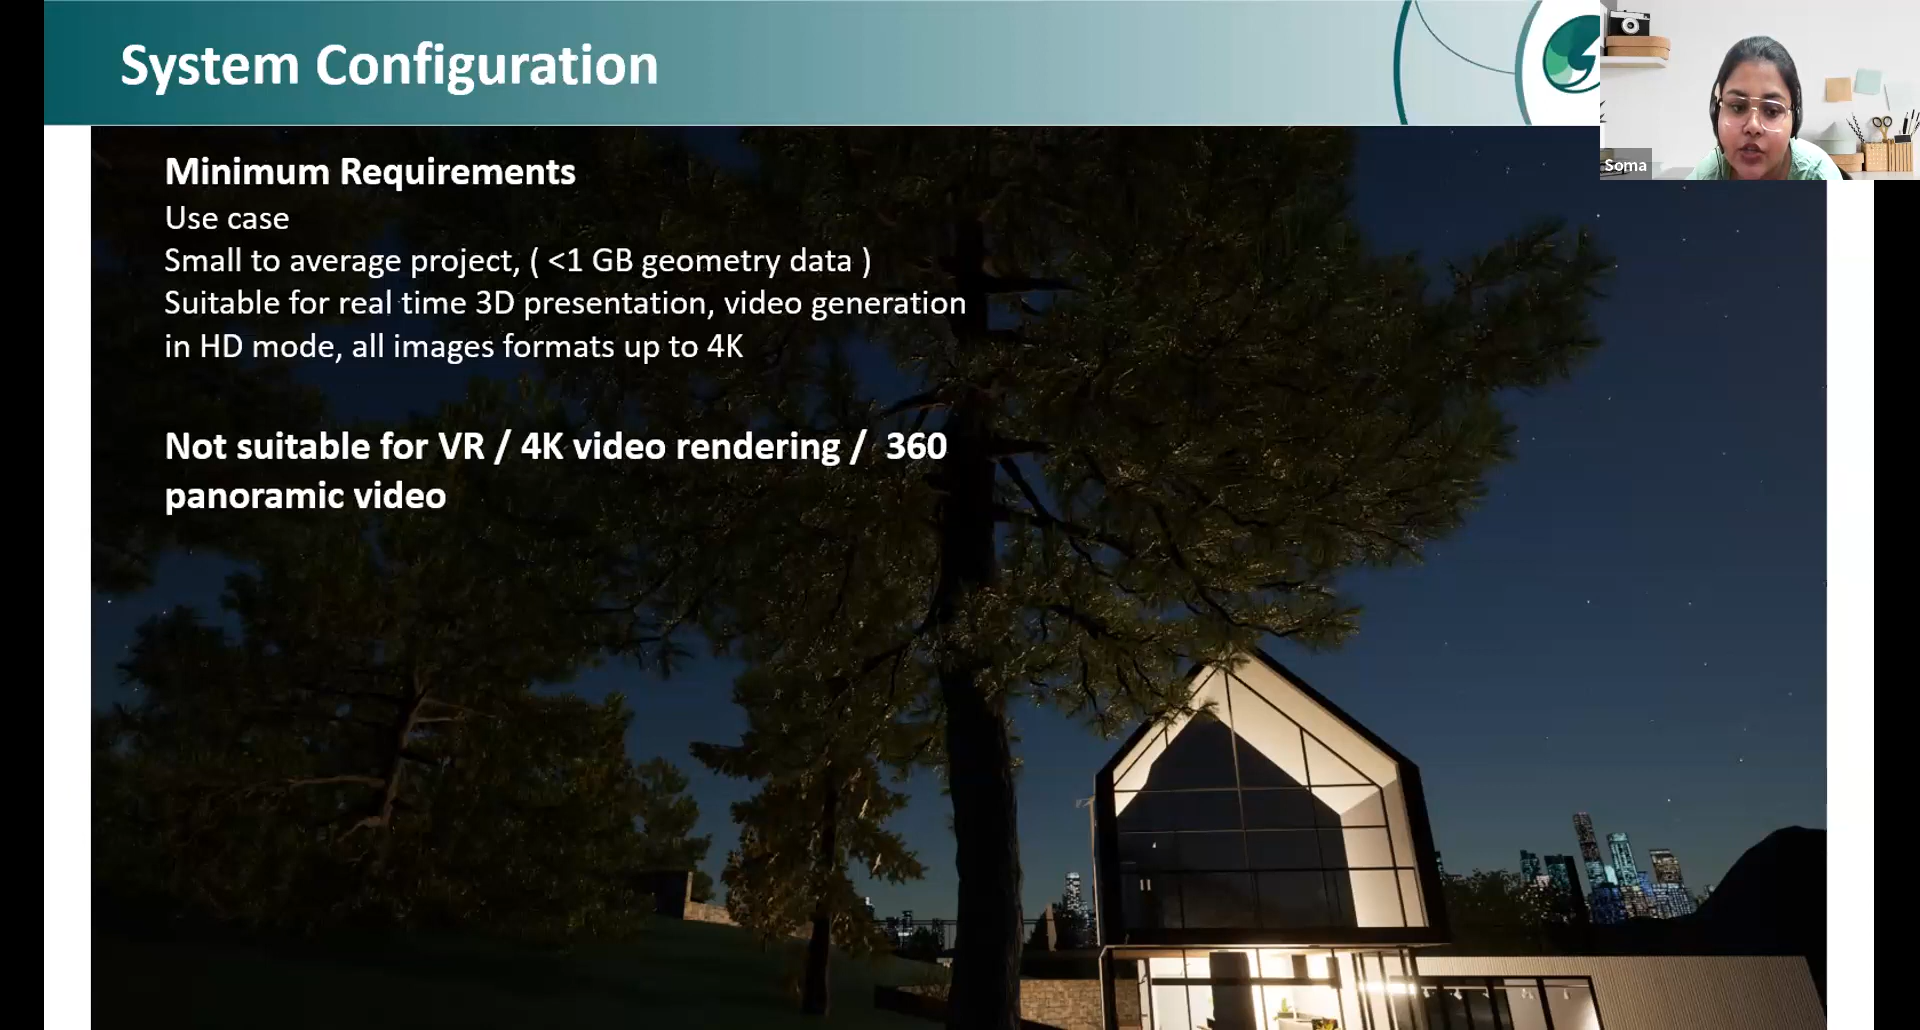 System Configuration
Soma
Minimum Requirements
Use case
Small to average project, ( <1 GB geometry data )
Suitable for real time 3D presentation, video generation
in HD mode, all images formats up to 4K
Not suitable for VR / 4K video rendering / 360
panoramic video